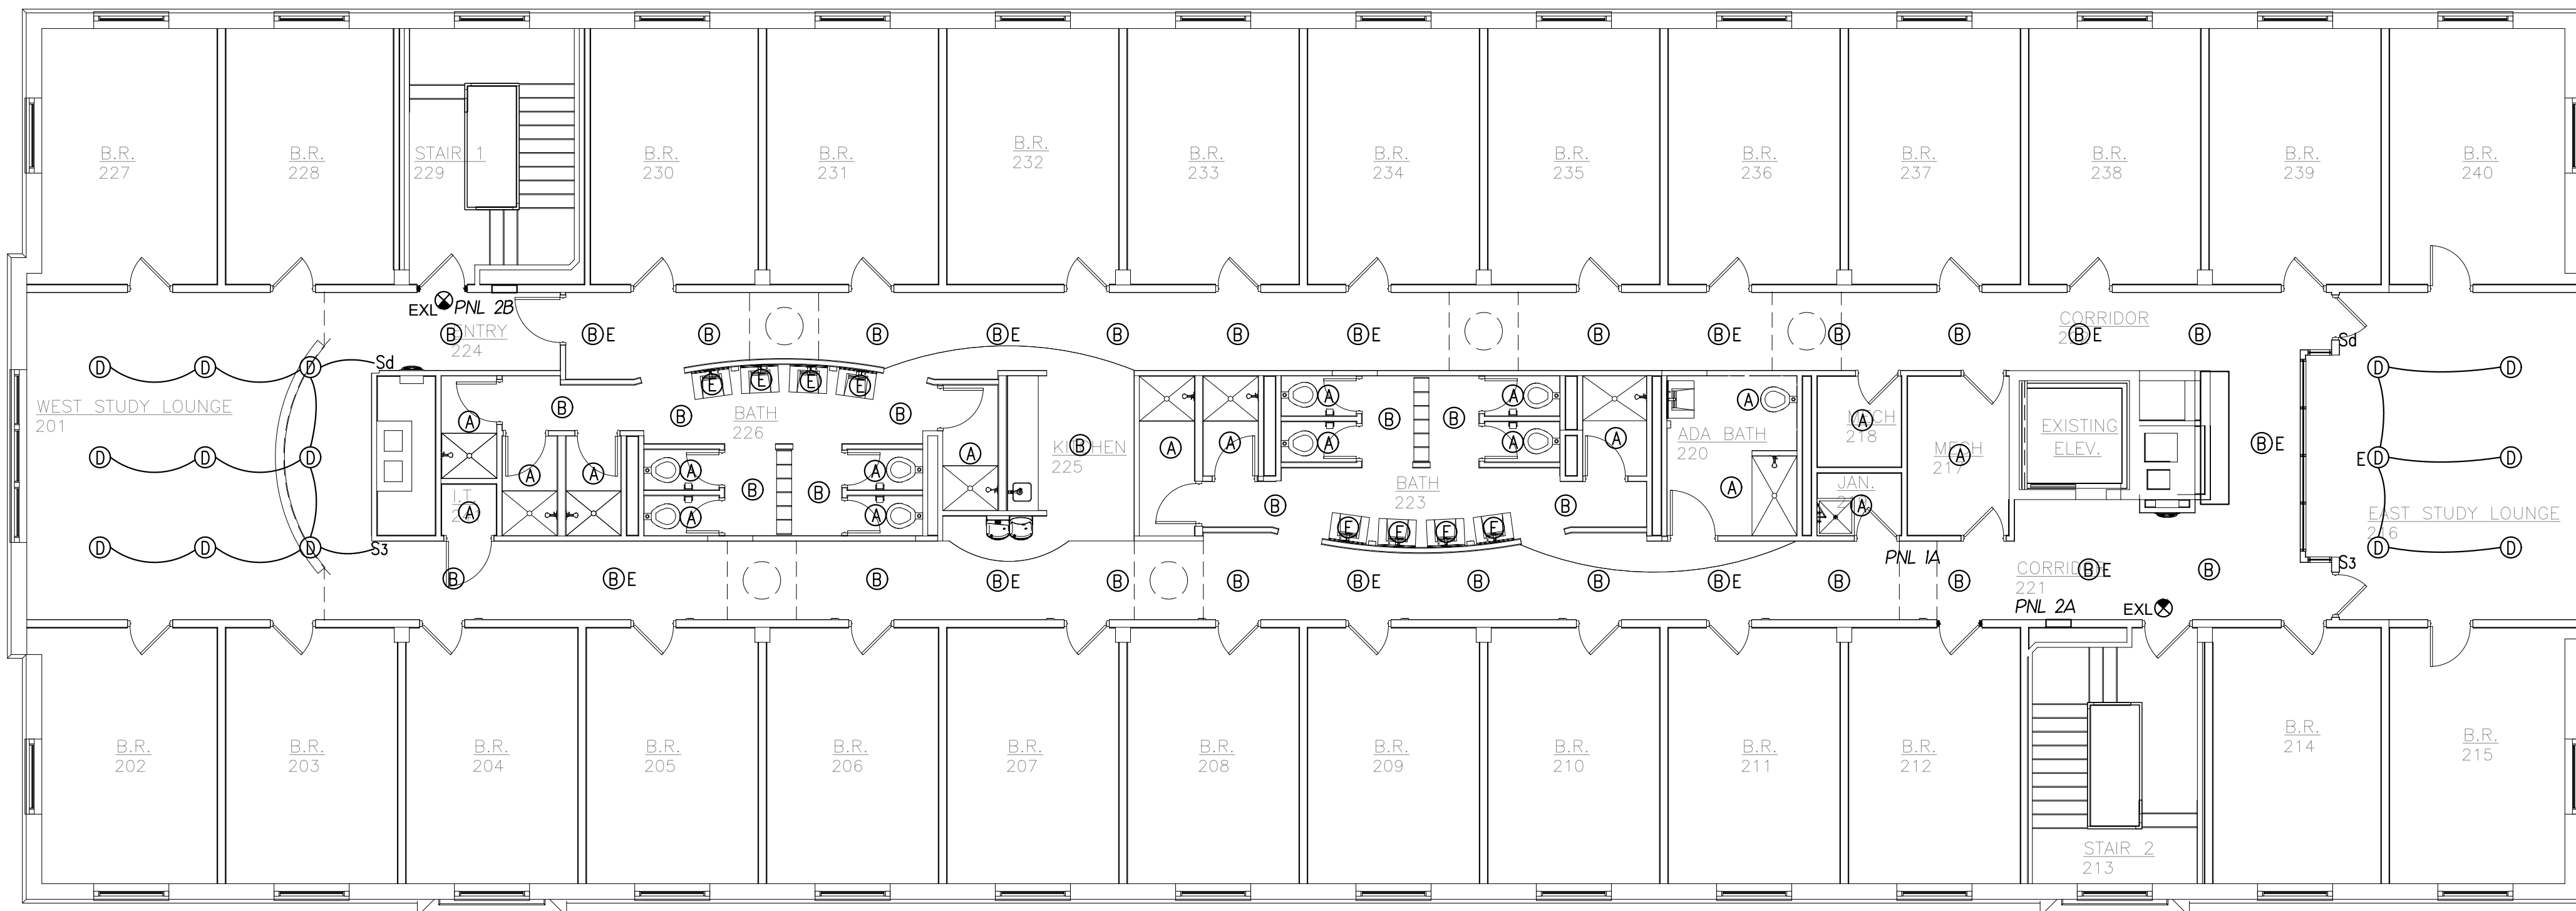 B.R.
227
B.R.
228
STAIR 1
229
B.R.
230
B.R.
231
B.R.
232
B.R.
233
B.R.
234
B.R.
235
B.R.
236
B.R.
237
B.R.
238
B.R.
239
B.R.
240
EXL PNL 2B
B ENTRY
224
B E
B
B
B E
B
B
B E
B
B E
B
B
CORRIDOR
B E
B
D D D Sd
WEST STUDY LOUNGE
201
D D D
D D D S3
A
B
A
A
I.T.
A
B
E E E E
BATH
226
B
A
A
B
B
A
A
A
B
KITCHEN
225
A
A
A
A
B
B
A
A
A
B
BATH
223
B
E E E E
A
ADA BATH
220
A
A
MECH
218
JAN.
A
A
MECH
217
EXISTING
ELEV.
B E
Sd
D D
E D D
EAST STUDY LOUNGE
216
D D
S3
B
B E
B
B E
B
B
B E
B
B
B E
B
PNL 1A
B
CORRIDOR
221
B E
B
PNL 2A
EXL
B.R.
202
B.R.
203
B.R.
204
B.R.
205
B.R.
206
B.R.
207
B.R.
208
B.R.
209
B.R.
210
B.R.
211
B.R.
212
STAIR 2
213
B.R.
214
B.R.
215